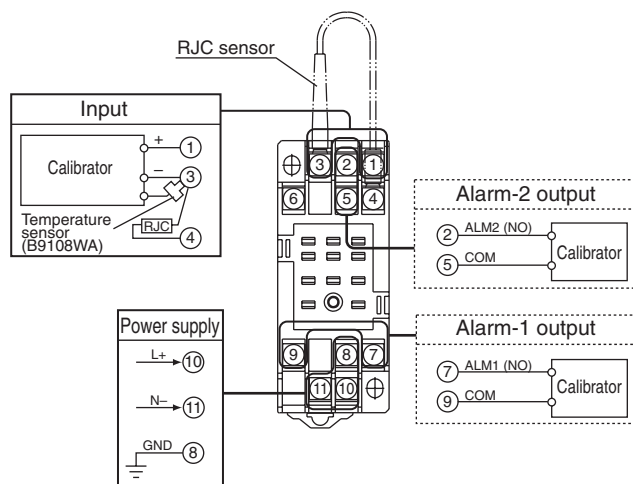 RJC sensor
Input
Calibrator
+
①
−
③
Temperature
sensor
(B9108WA)
RJC
④
③ ② ①
⑥ ⑤ ④
Alarm-2 output
② ALM2 (NO)
⑤ COM
Calibrator
Power supply
L+ ⑩
N− ⑪
GND ⑧
⑨ ⑧ ⑦
⑪ ⑩
Alarm-1 output
⑦ ALM1 (NO)
⑨ COM
Calibrator